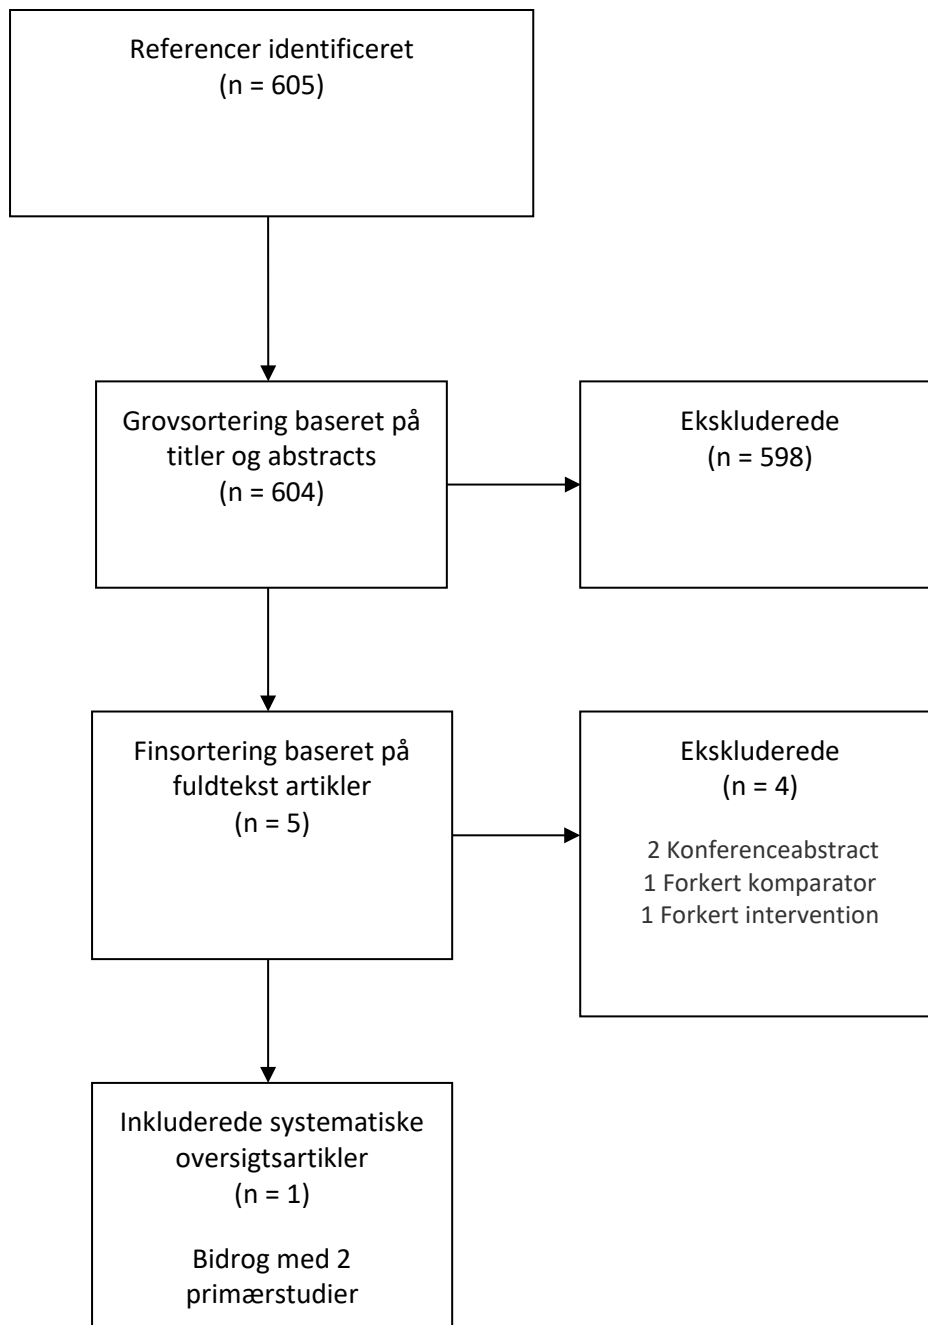 Referencer identificeret
(n = 605)
Grovsortering baseret på
titler og abstracts
(n = 604)
Ekskluderede
(n = 598)
Finsortering baseret på
fuldtekst artikler
(n = 5)
Ekskluderede
(n = 4)
2 Konferenceabstract
1 Forkert komparator
1 Forkert intervention
Inkluderede systematiske
oversigtsartikler
(n = 1)
Bidrog med 2
primærstudier